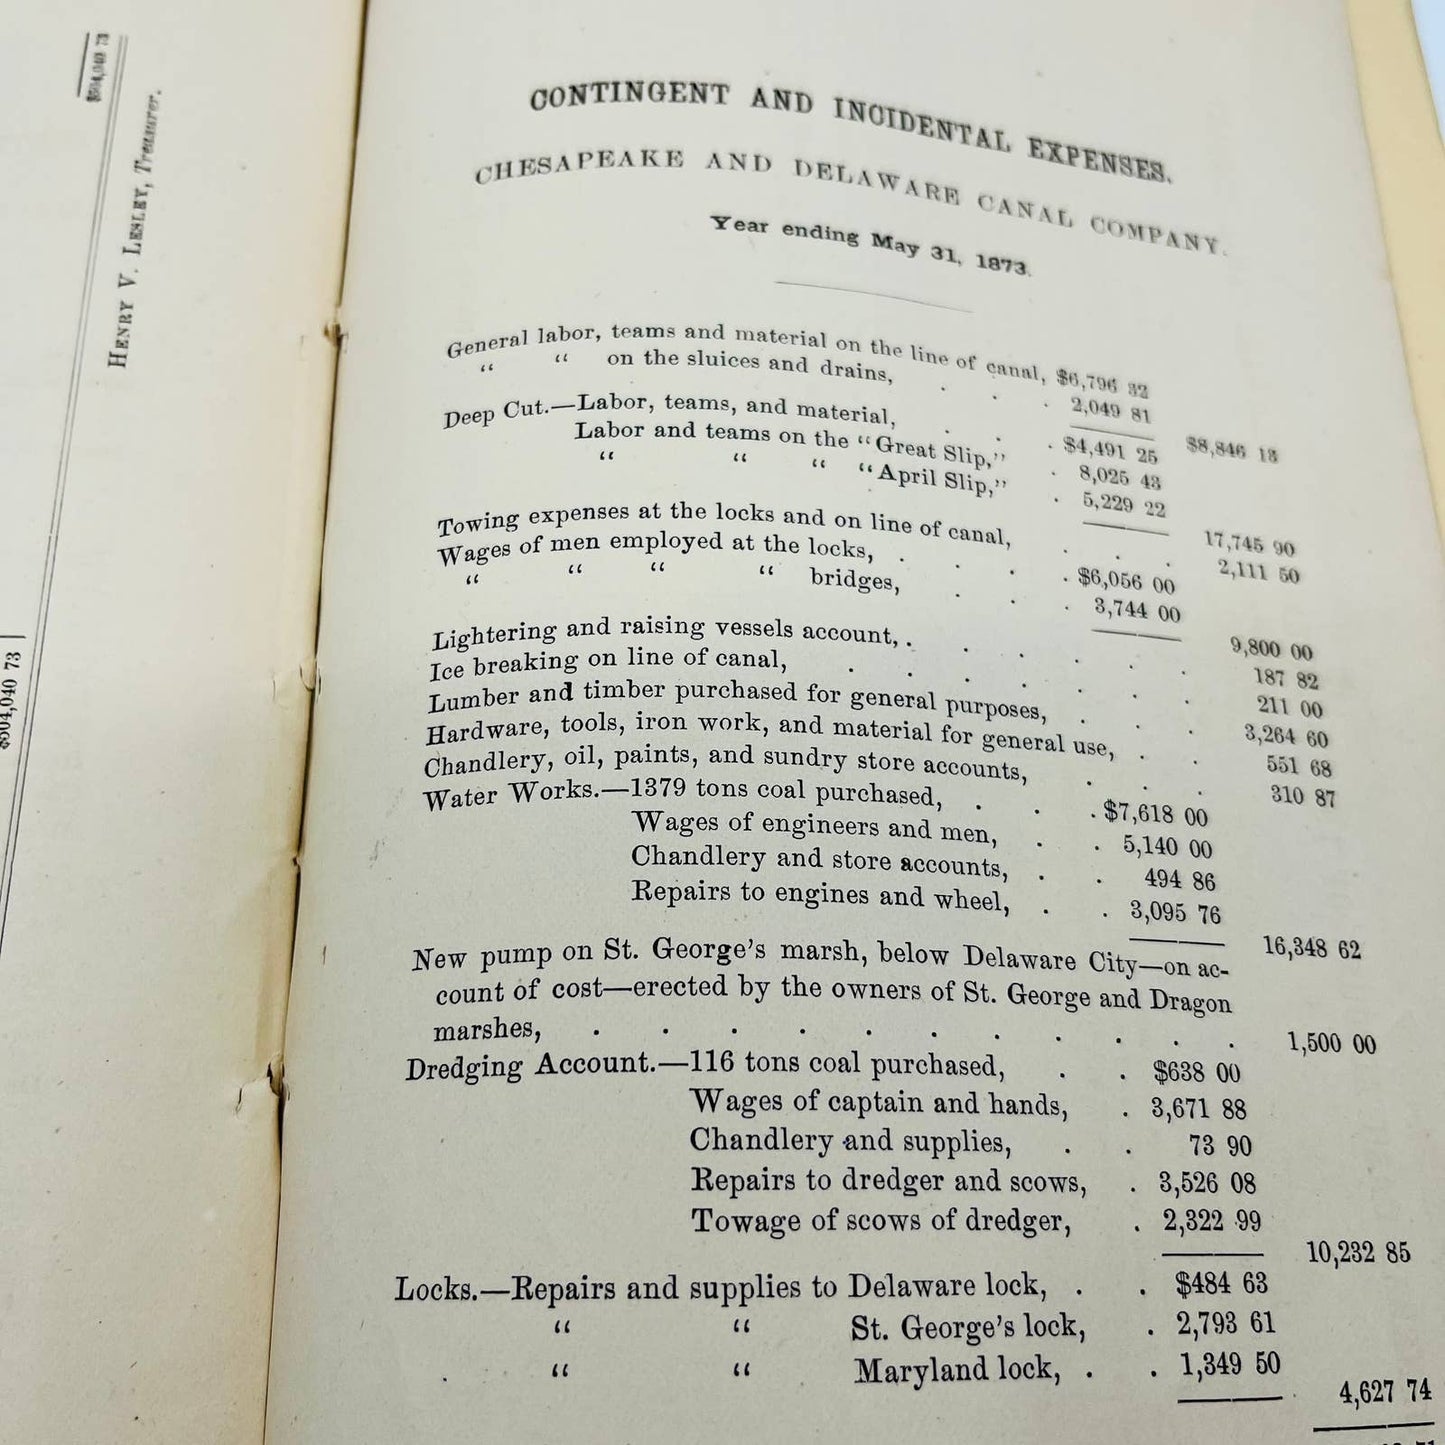 $904,040 73
HENRY V. LESLEY, Treasurer.
$904,040 73
CONTINGENT AND INCIDENTAL EXPENSES.
CHESAPEAKE AND DELAWARE CANAL COMPANY.
Year ending May 31, 1873.
General labor, teams and material on the line of canal, $6,796 32
“ “ on the sluices and drains, . . . 2,049 81
$8,846 13
Deep Cut.—Labor, teams, and material, . . . $4,491 25
Labor and teams on the “Great Slip,” . 8,025 43
“ “ “ “April Slip,” . 5,229 22
17,745 90
Towing expenses at the locks and on line of canal, . . . 2,111 50
Wages of men employed at the locks, . . . . $6,056 00
“ “ “ “ bridges, . . . 3,744 00
9,800 00
Lightering and raising vessels account, . . . . . . 187 82
Ice breaking on line of canal, . . . . . . . 211 00
Lumber and timber purchased for general purposes, . . . 3,264 60
Hardware, tools, iron work, and material for general use, . . 551 68
Chandlery, oil, paints, and sundry store accounts, . . . 310 87
Water Works.—1379 tons coal purchased, . . . $7,618 00
Wages of engineers and men, . . 5,140 00
Chandlery and store accounts, . . 494 86
Repairs to engines and wheel, . . 3,095 76
16,348 62
New pump on St. George’s marsh, below Delaware City—on ac-
count of cost—erected by the owners of St. George and Dragon
marshes, . . . . . . . . . . 1,500 00
Dredging Account.—116 tons coal purchased, . . $638 00
Wages of captain and hands, . 3,671 88
Chandlery and supplies, . . 73 90
Repairs to dredger and scows, . 3,526 08
Towage of scows of dredger, . 2,322 99
10,232 85
Locks.—Repairs and supplies to Delaware lock, . . $484 63
“ “ St. George’s lock, . 2,793 61
“ “ Maryland lock, . . 1,349 50
4,627 74